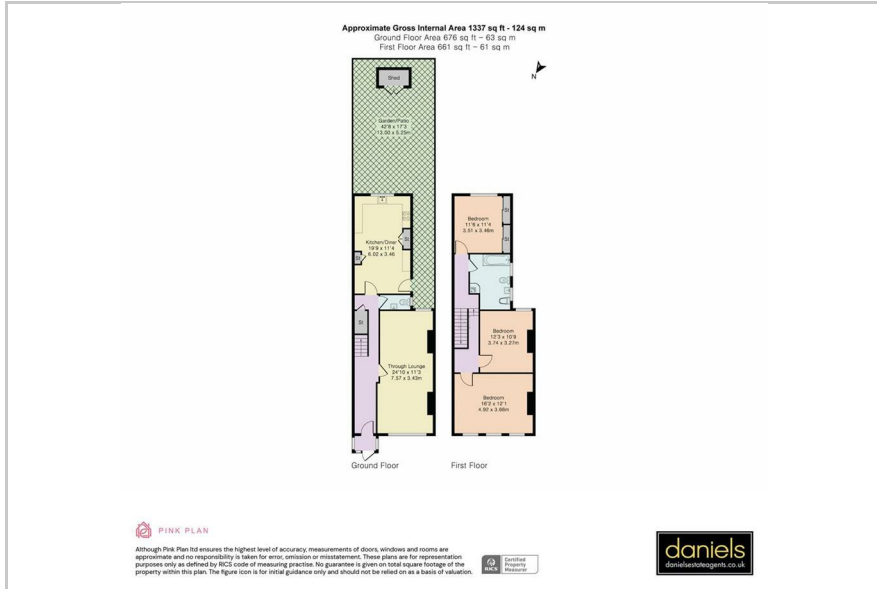 Approximate Gross Internal Area 1337 sq ft - 124 sq m
Ground Floor Area 676 sq ft – 63 sq m
First Floor Area 661 sq ft – 61 sq m
N
Shed
Garden/Patio
42'8 x 17'3
13.00 x 5.25m
Kitchen/Diner
19'9 x 11'4
6.02 x 3.46
St
St
St
Through Lounge
24'10 x 11'3
7.57 x 3.43m
Ground Floor
Bedroom
11'6 x 11'4
3.51 x 3.46m
St
St
Bedroom
12'3 x 10'9
3.74 x 3.27m
Bedroom
16'2 x 12'1
4.92 x 3.68m
First Floor
PINK PLAN
Although Pink Plan ltd ensures the highest level of accuracy, measurements of doors, windows and rooms are
approximate and no responsibility is taken for error, omission or misstatement. These plans are for representation
purposes only as defined by RICS code of measuring practise. No guarantee is given on total square footage of the
property within this plan. The figure icon is for initial guidance only and should not be relied on as a basis of valuation.
RICS
Certified
Property
Measurer
daniels
danielsestateagents.co.uk